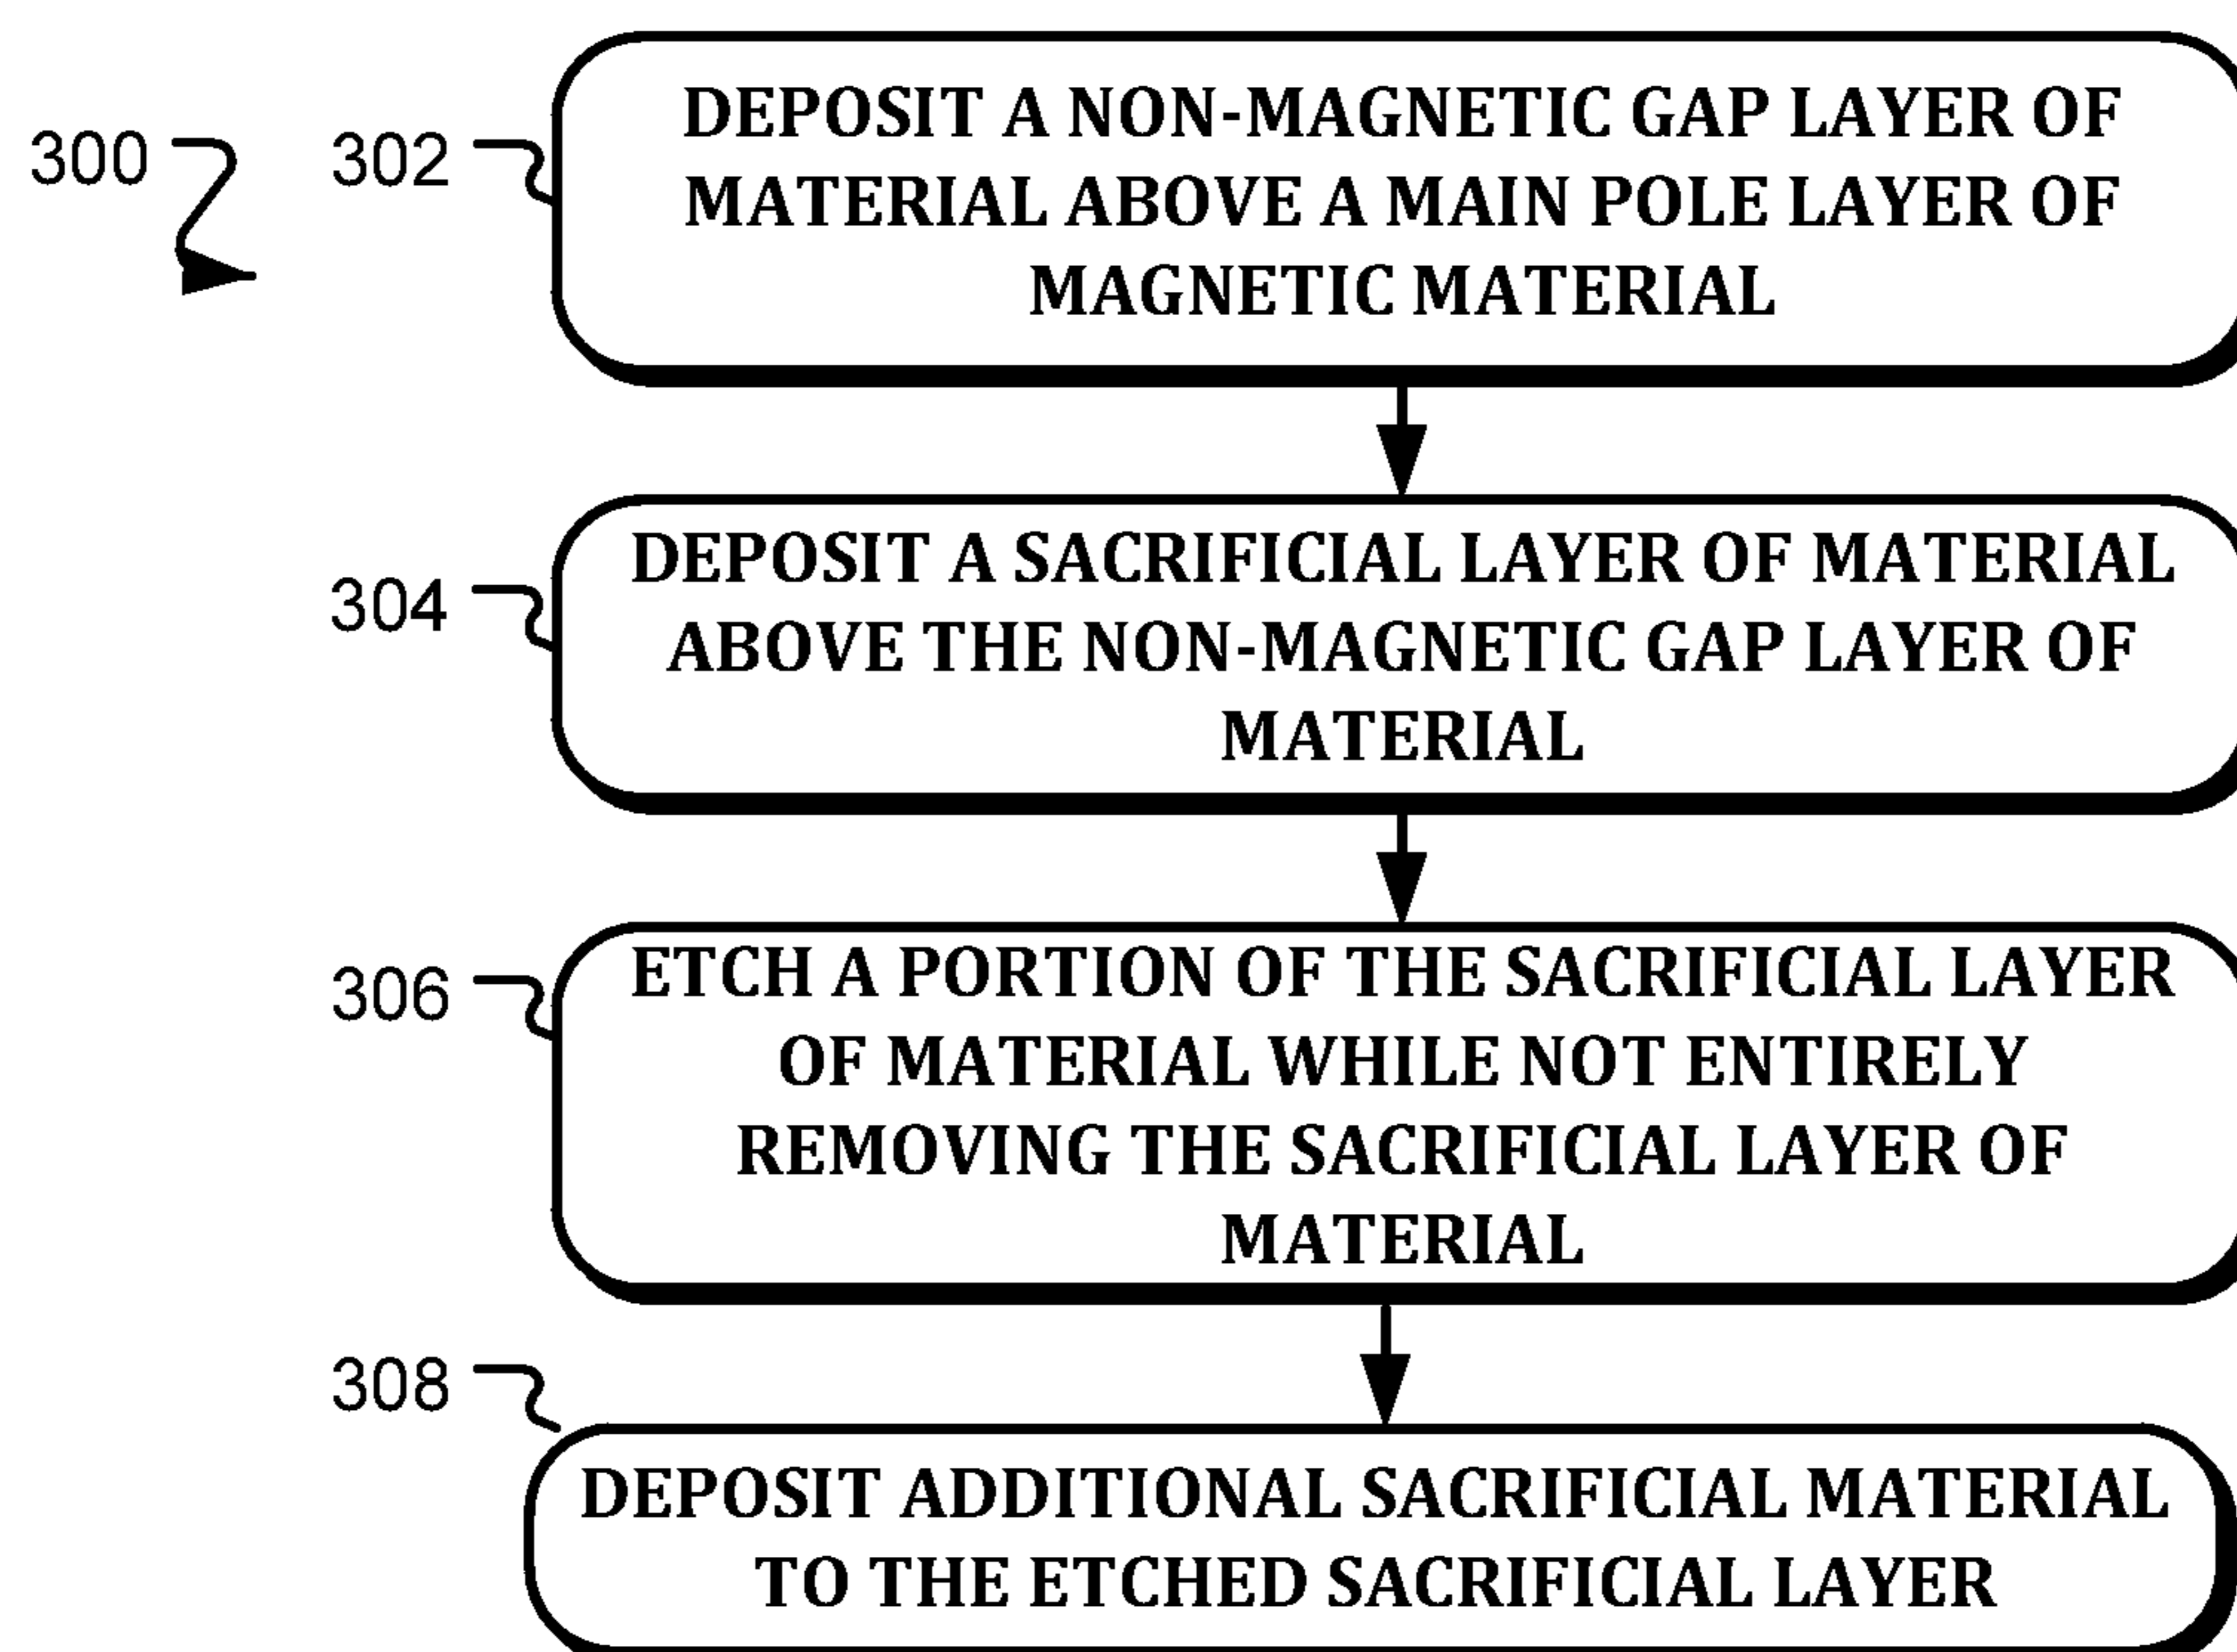 300
302
DEPOSIT A NON-MAGNETIC GAP LAYER OF
MATERIAL ABOVE A MAIN POLE LAYER OF
MAGNETIC MATERIAL
304
DEPOSIT A SACRIFICIAL LAYER OF MATERIAL
ABOVE THE NON-MAGNETIC GAP LAYER OF
MATERIAL
306
ETCH A PORTION OF THE SACRIFICIAL LAYER
OF MATERIAL WHILE NOT ENTIRELY
REMOVING THE SACRIFICIAL LAYER OF
MATERIAL
308
DEPOSIT ADDITIONAL SACRIFICIAL MATERIAL
TO THE ETCHED SACRIFICIAL LAYER